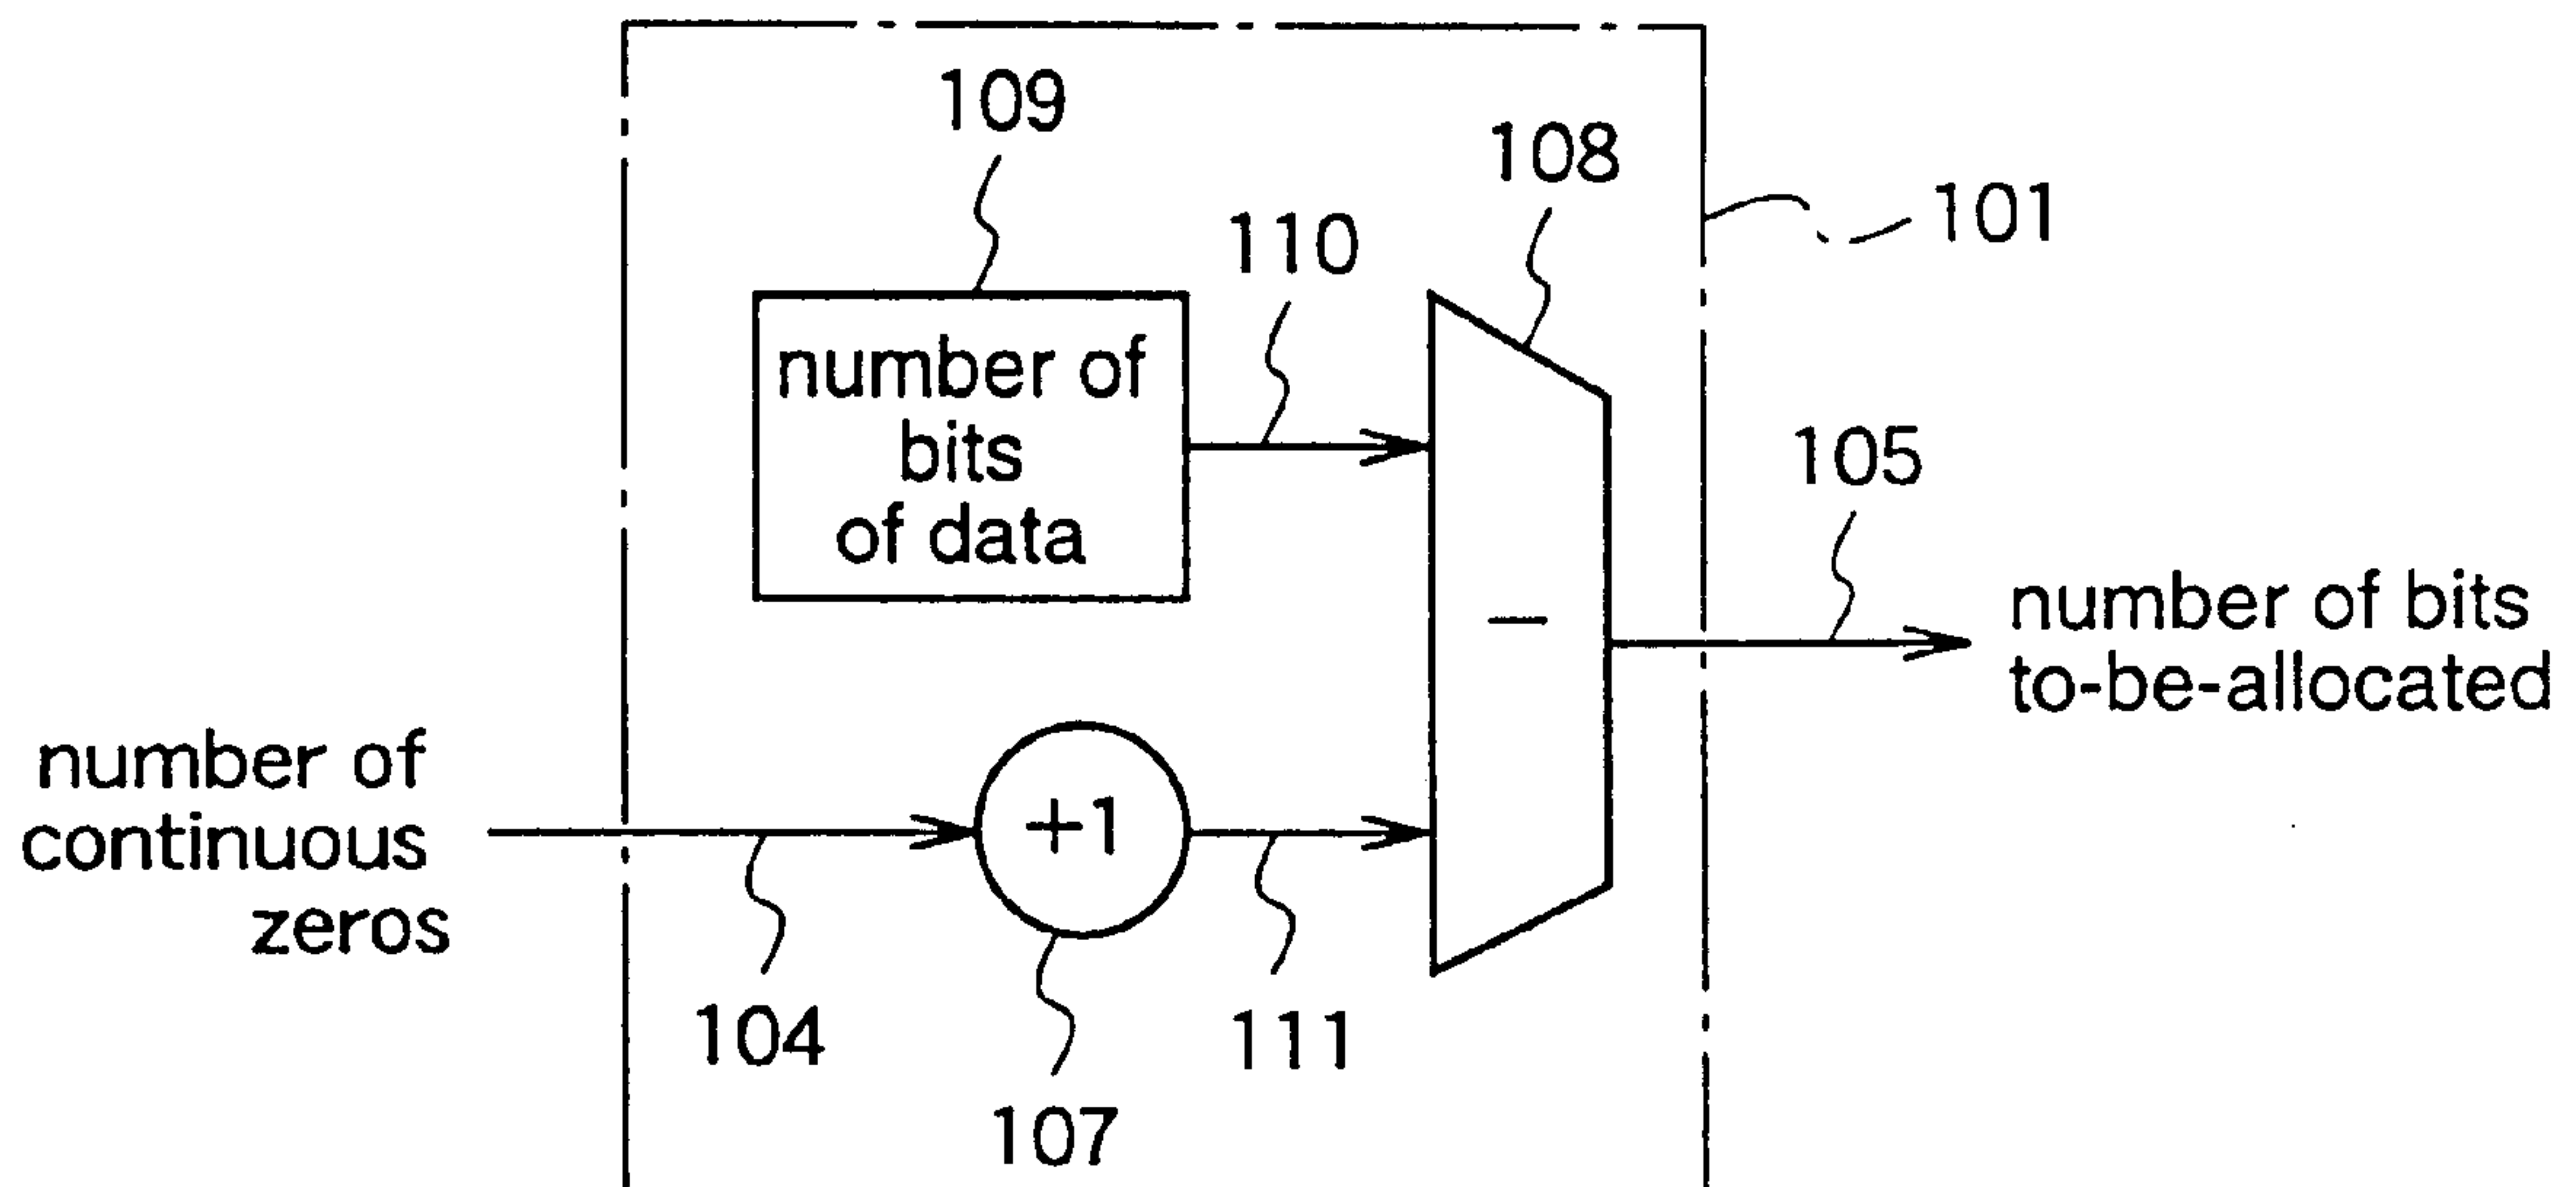 109
108
101
110
number of
bits
of data
105
number of bits
to-be-allocated
−
number of
continuous
zeros
+1
104
111
107